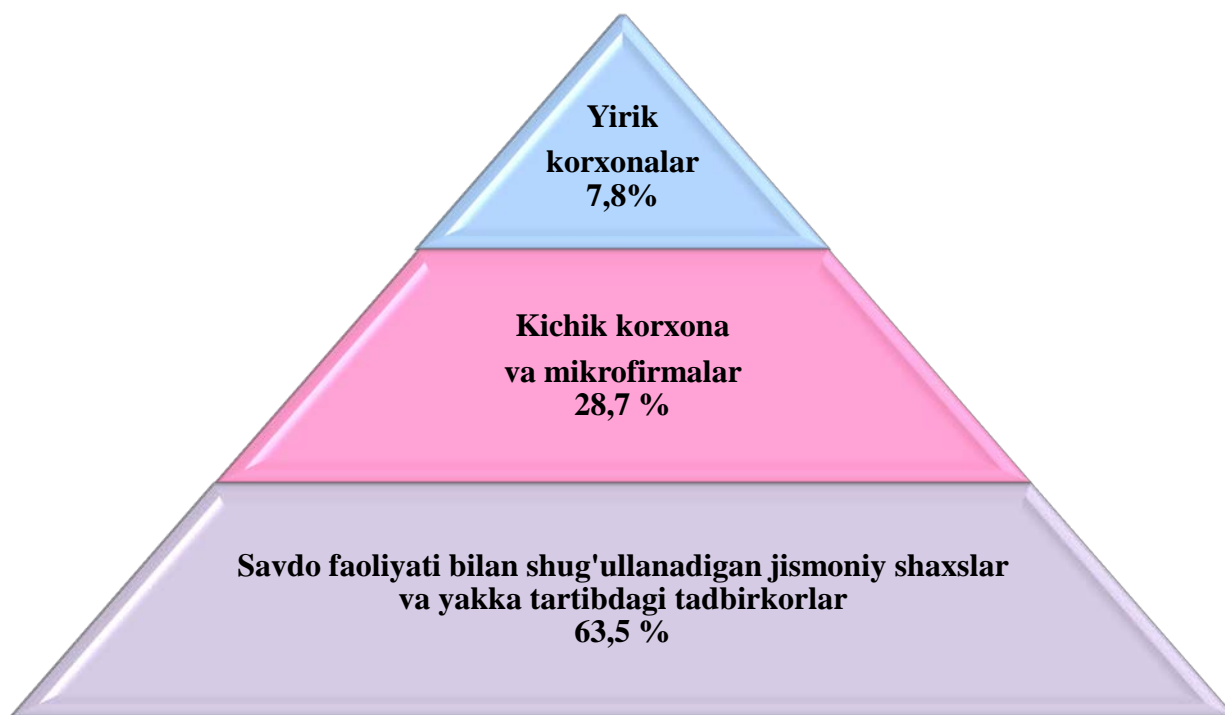 Yirik
korxonalar
7,8%
Kichik korxona
va mikrofirmalar
28,7 %
Savdo faoliyati bilan shug'ullanadigan jismoniy shaxslar
va yakka tartibdagi tadbirkorlar
63,5 %